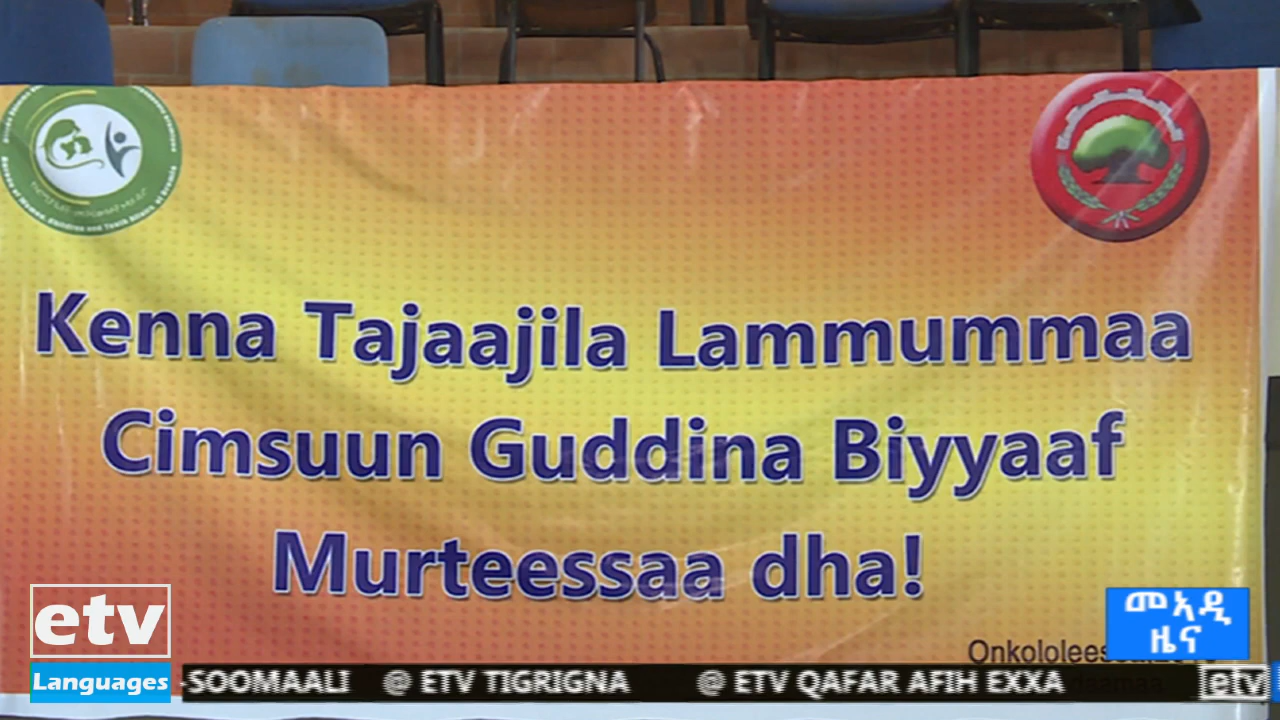 Kenna Tajaajila Lammummaa
Cimsuun Guddina Biyyaaf
Murteessaa dha!
etv
Languages
መኣዲ
ዜና
-SOOMAALI @ ETV TIGRIGNA @ ETV QAFAR AFIH EXXA
etv